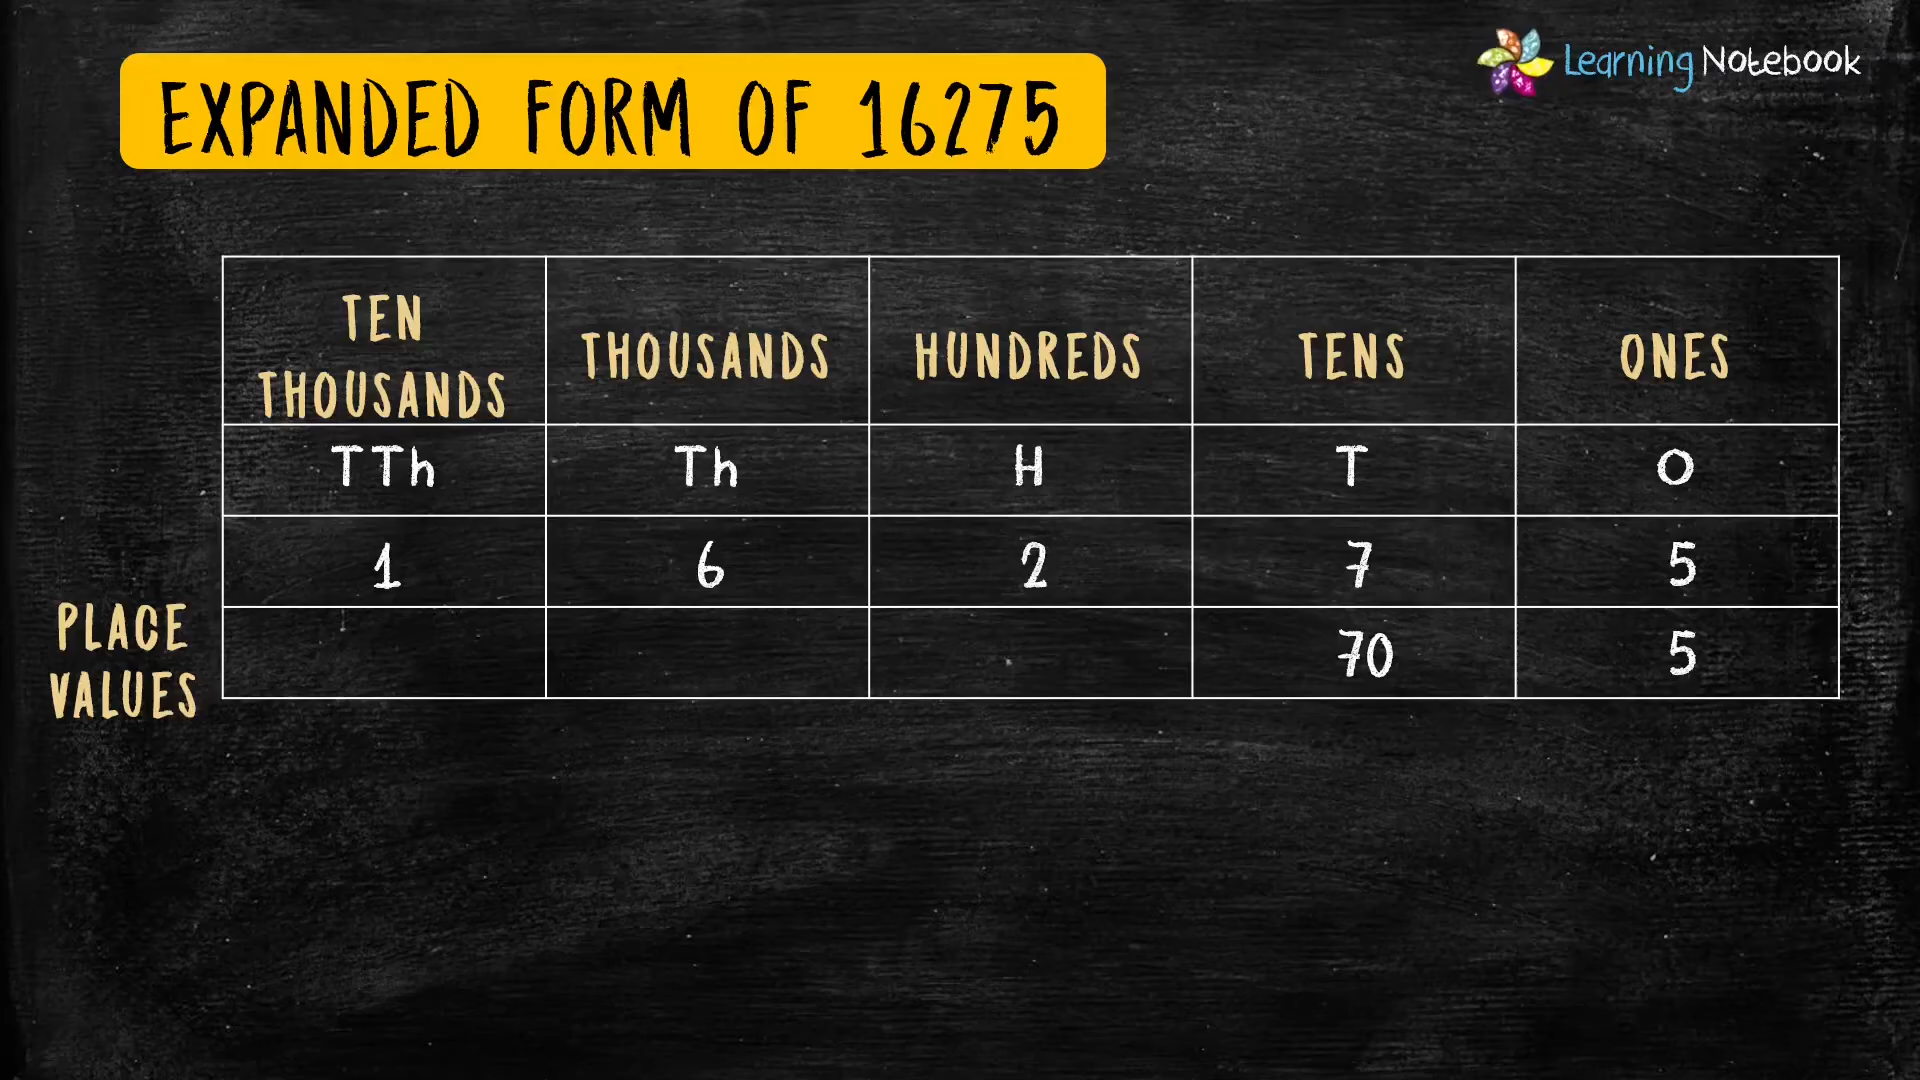 EXPANDED FORM OF 16275
Learning Notebook
TEN THOUSANDS THOUSANDS HUNDREDS TENS ONES
TTh Th H T O
1 6 2 7 5
PLACE VALUES 70 5